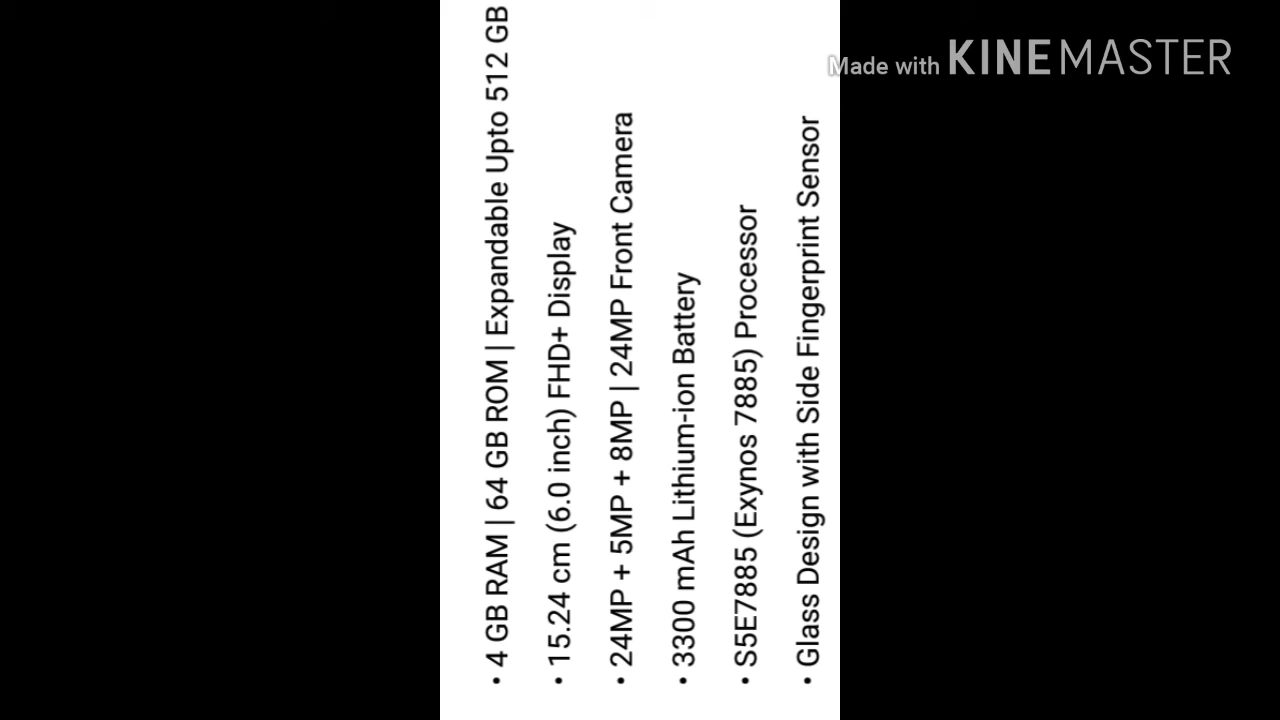 • 4 GB RAM | 64 GB ROM | Expandable Upto 512 GB
• 15.24 cm (6.0 inch) FHD+ Display
• 24MP + 5MP + 8MP | 24MP Front Camera
• 3300 mAh Lithium-ion Battery
• S5E7885 (Exynos 7885) Processor
• Glass Design with Side Fingerprint Sensor
Made with KINEMASTER